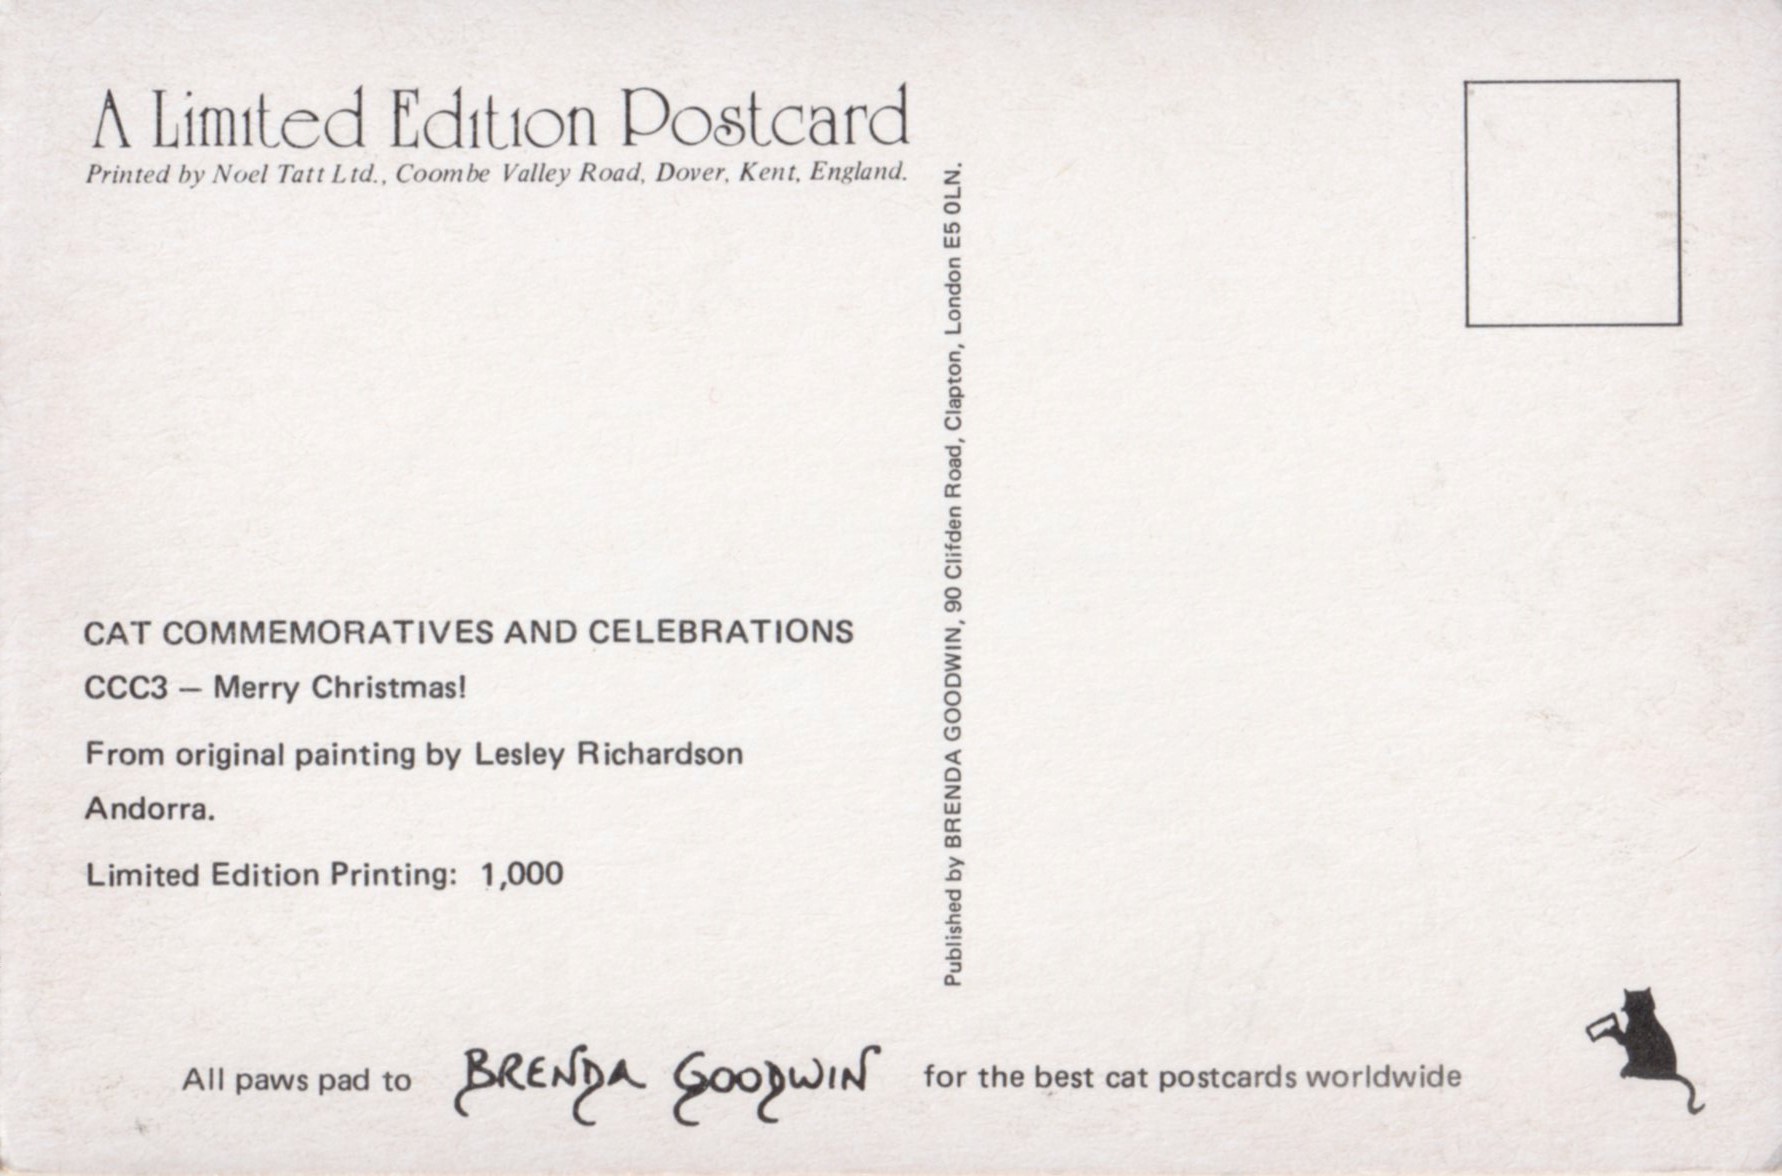 A Limited Edition Postcard
Printed by Noel Tatt Ltd., Coombe Valley Road, Dover, Kent, England.
Published by BRENDA GOODWIN, 90 Clifden Road, Clapton, London E5 0LN.
CAT COMMEMORATIVES AND CELEBRATIONS
CCC3 – Merry Christmas!
From original painting by Lesley Richardson
Andorra.
Limited Edition Printing: 1,000
All paws pad to BRENDA GOODWIN for the best cat postcards worldwide